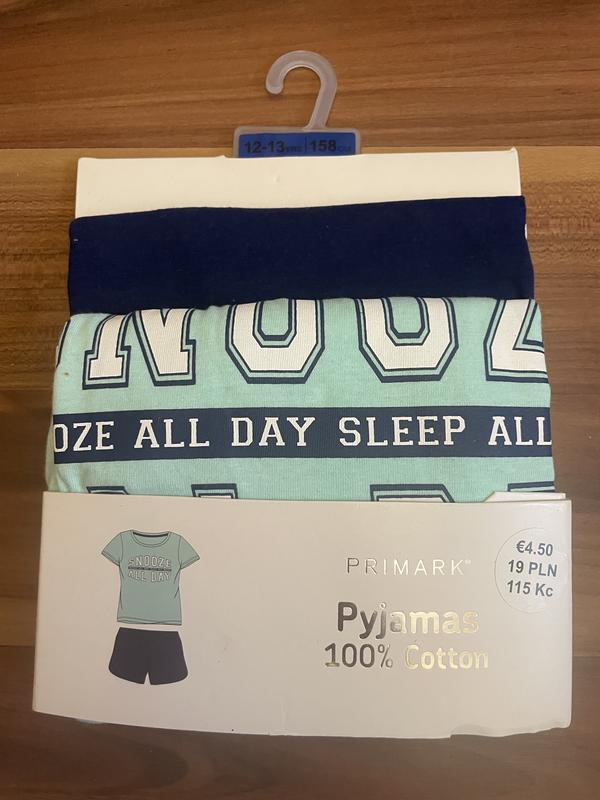 12-13 YRS 158 CM
SNOOZ
OZE ALL DAY SLEEP ALL
€4.50
19 PLN
115 Kc
PRIMARK®
Pyjamas
100% Cotton
SNOOZE
ALL DAY